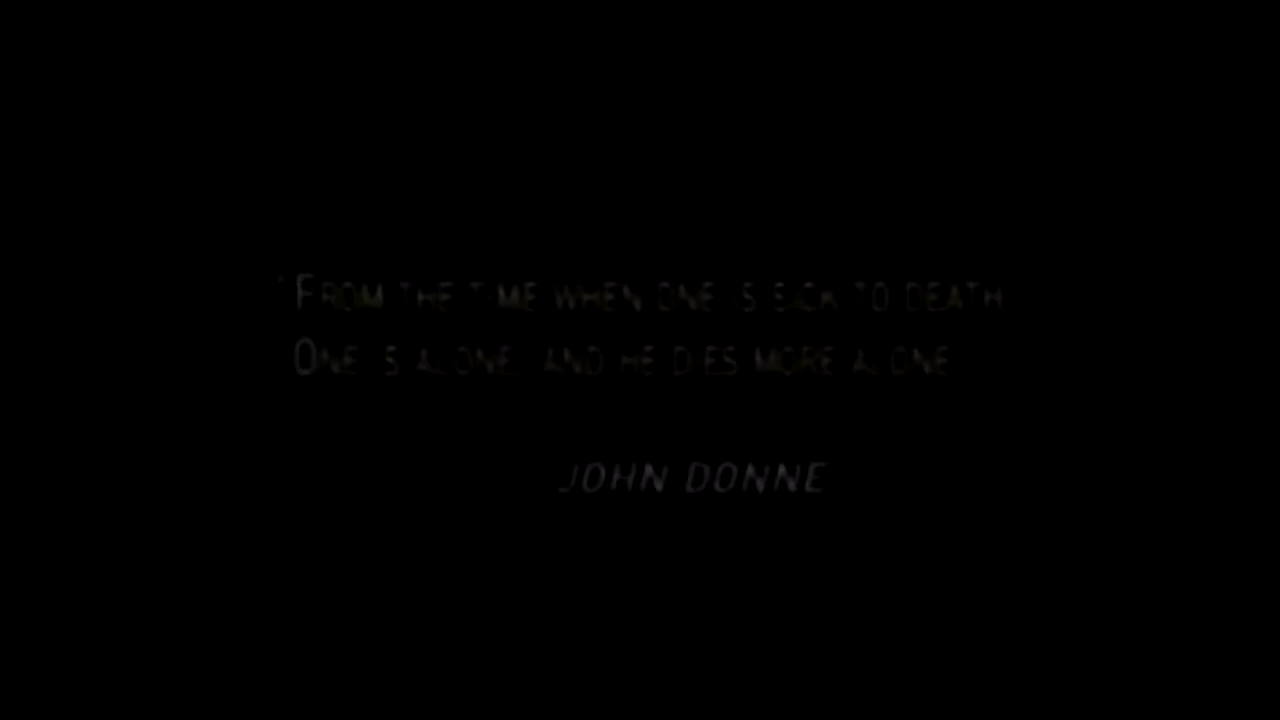 "FROM THE TIME WHEN ONE IS SICK TO DEATH
ONE IS ALONE, AND HE DIES MORE ALONE
JOHN DONNE